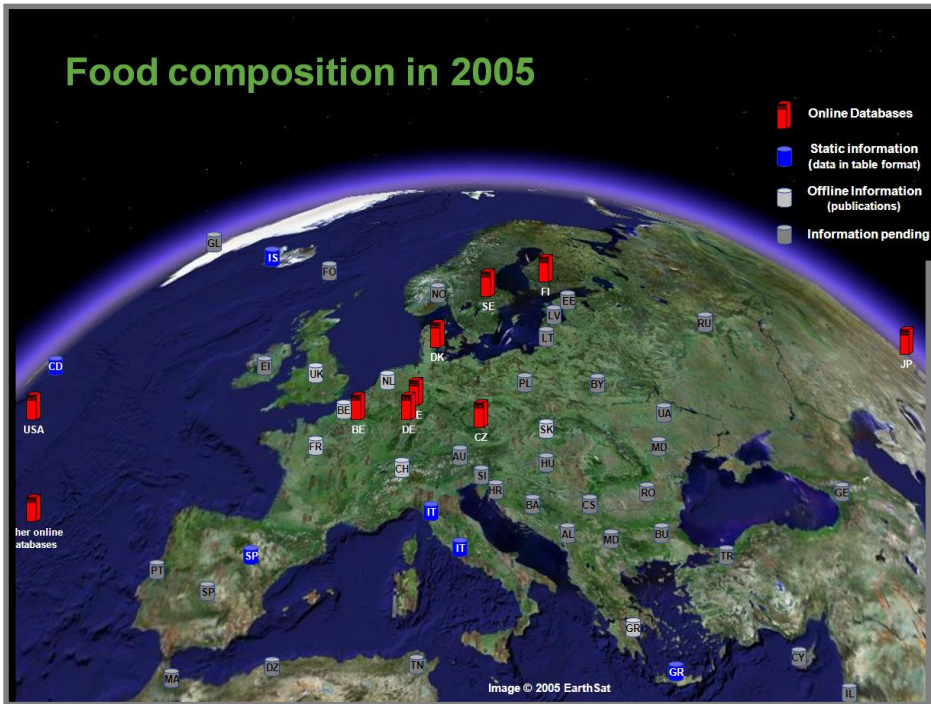 Food composition in 2005
Online Databases
Static information
(data in table format)
Offline Information
(publications)
Information pending
GL
IS
FO
NO
SE
FI
EE
LV
LT
RU
DK
JP
CD
EI
UK
NL
PL
BY
USA
BE
BE
DE
E
CZ
SK
UA
FR
CH
AU
HU
MD
SI
HR
BA
CS
RO
GE
her online
atabases
IT
IT
SP
AL
MD
BU
TR
PT
SP
GR
GR
CY
MA
DZ
TN
IL
Image © 2005 EarthSat